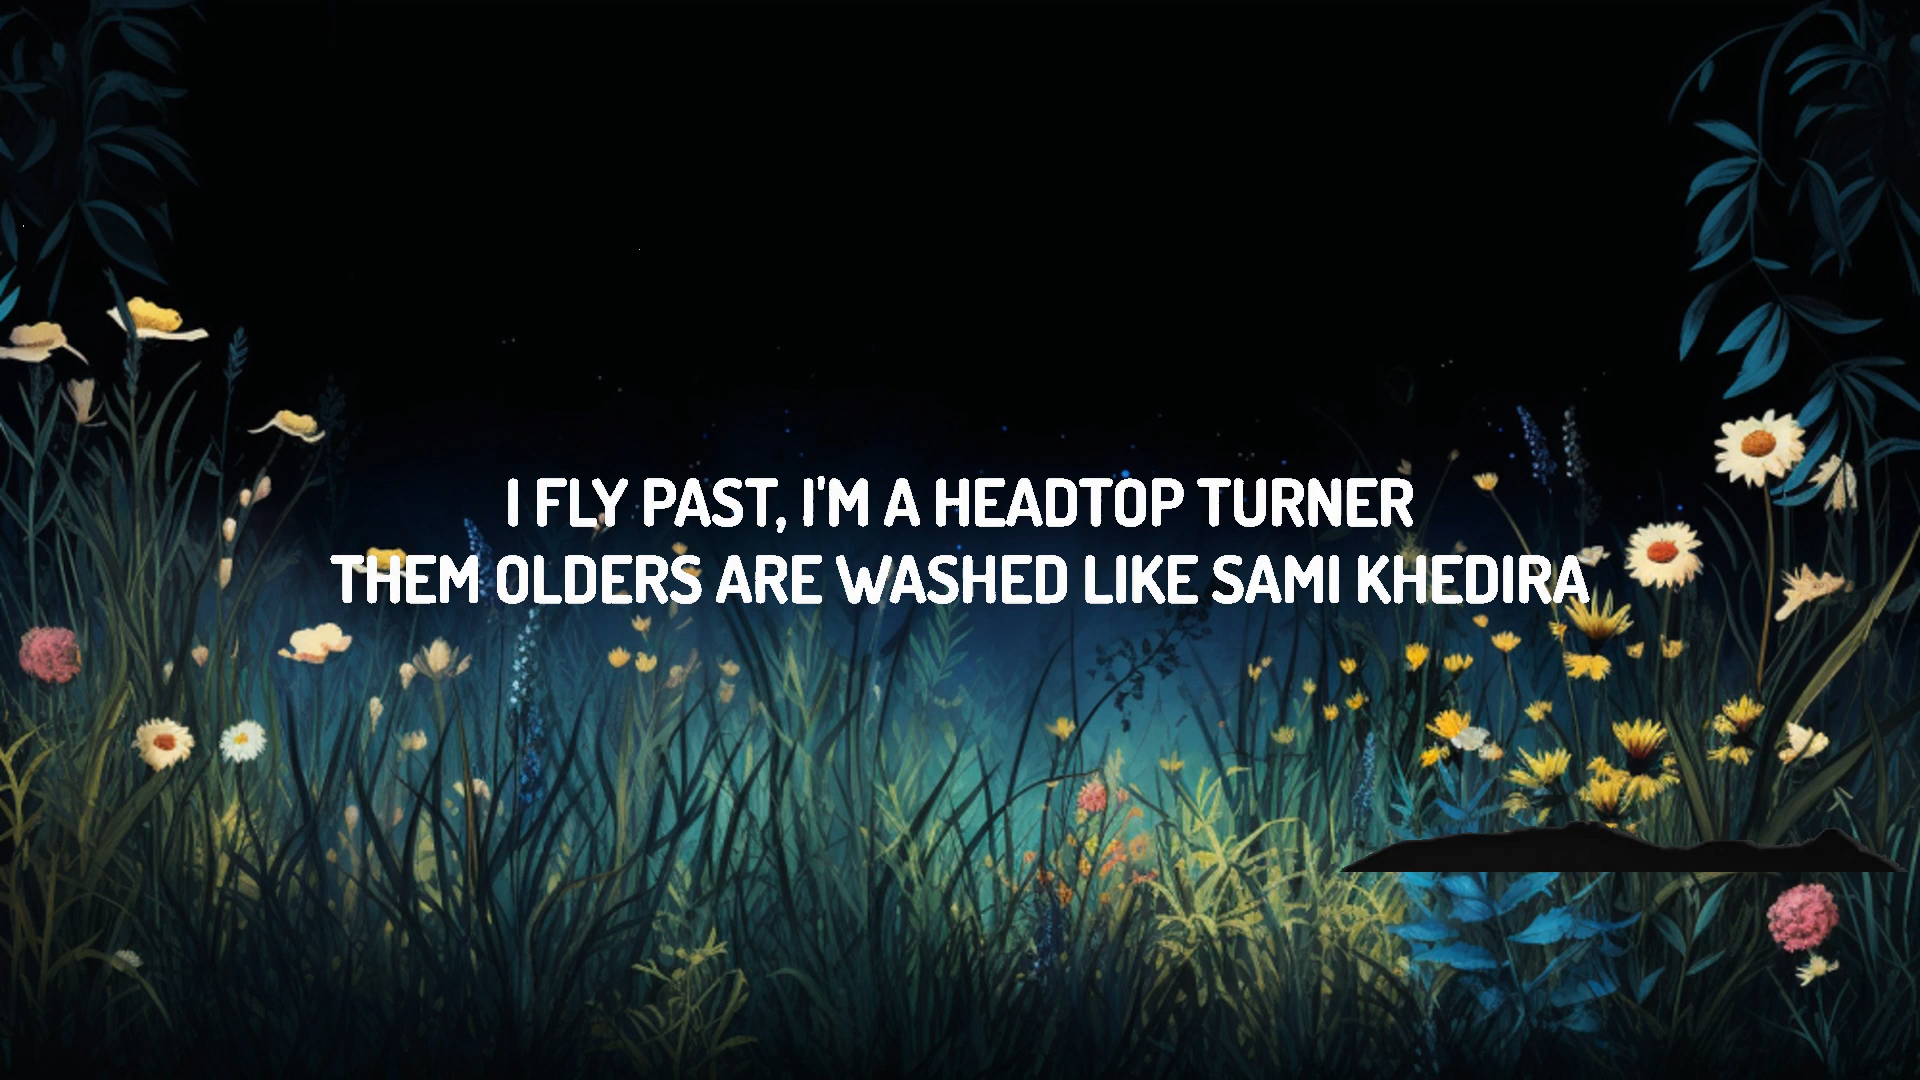 I FLY PAST, I'M A HEADTOP TURNER
THEM OLDERS ARE WASHED LIKE SAMI KHEDIRA